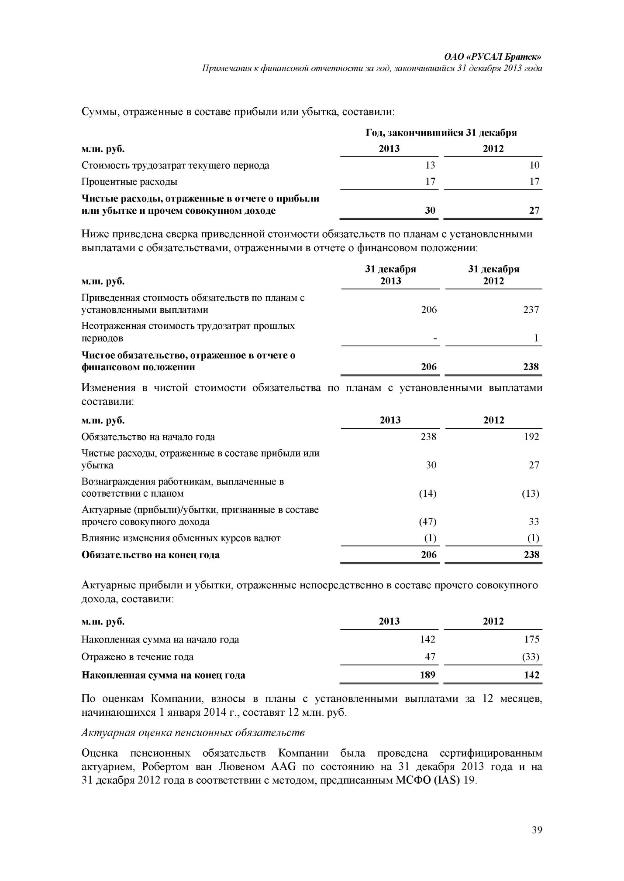 ОАО «РУСАЛ Братск»
Примечания к финансовой отчетности за год, закончившийся 31 декабря 2013 года
Суммы, отраженные в составе прибыли или убытка, составили:
Год, закончившийся 31 декабря
млн. руб. 2013 2012
Стоимость трудозатрат текущего периода 13 10
Процентные расходы 17 17
Чистые расходы, отраженные в отчете о прибыли
или убытке и прочем совокупном доходе 30 27
Ниже приведена сверка приведенной стоимости обязательств по планам с установленными
выплатами с обязательствами, отраженными в отчете о финансовом положении:
31 декабря 31 декабря
млн. руб. 2013 2012
Приведенная стоимость обязательств по планам с
установленными выплатами 206 237
Неотраженная стоимость трудозатрат прошлых
периодов - 1
Чистое обязательство, отраженное в отчете о
финансовом положении 206 238
Изменения в чистой стоимости обязательства по планам с установленными выплатами
составили:
млн. руб. 2013 2012
Обязательство на начало года 238 192
Чистые расходы, отраженные в составе прибыли или
убытка 30 27
Вознаграждения работникам, выплаченные в
соответствии с планом (14) (13)
Актуарные (прибыли)/убытки, признанные в составе
прочего совокупного дохода (47) 33
Влияние изменения обменных курсов валют (1) (1)
Обязательство на конец года 206 238
Актуарные прибыли и убытки, отраженные непосредственно в составе прочего совокупного
дохода, составили:
млн. руб. 2013 2012
Накопленная сумма на начало года 142 175
Отражено в течение года 47 (33)
Накопленная сумма на конец года 189 142
По оценкам Компании, взносы в планы с установленными выплатами за 12 месяцев,
начинающихся 1 января 2014 г., составят 12 млн. руб.
Актуарная оценка пенсионных обязательств
Оценка пенсионных обязательств Компании была проведена сертифицированным
актуарием, Робертом ван Лювеном AAG по состоянию на 31 декабря 2013 года и на
31 декабря 2012 года в соответствии с методом, предписанным МСФО (IAS) 19.
39